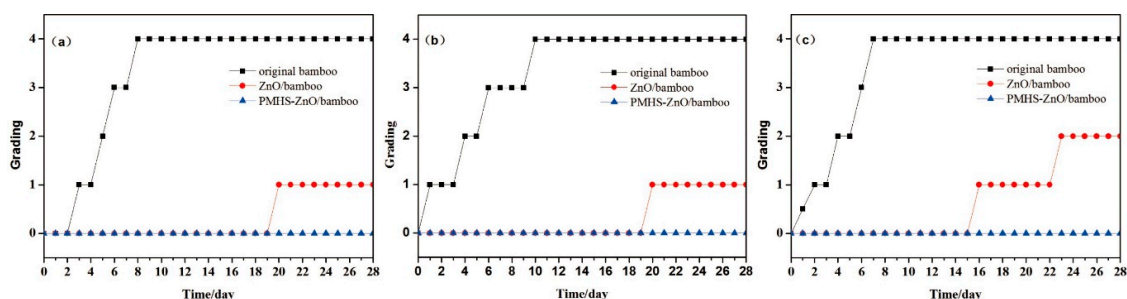 (a)
4
3
2
1
0
Grading
original bamboo
ZnO/bamboo
PMHS-ZnO/bamboo
0 2 4 6 8 10 12 14 16 18 20 22 24 26 28
Time/day
(b)
4
3
2
1
0
Grading
original bamboo
ZnO/bamboo
PMHS-ZnO/bamboo
0 2 4 6 8 10 12 14 16 18 20 22 24 26 28
Time/day
(c)
4
3
2
1
0
Grading
original bamboo
ZnO/bamboo
PMHS-ZnO/bamboo
0 2 4 6 8 10 12 14 16 18 20 22 24 26 28
Time/day